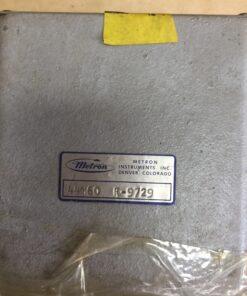 Metron
METRON
INSTRUMENTS INC
DENVER COLORADO
R-9729